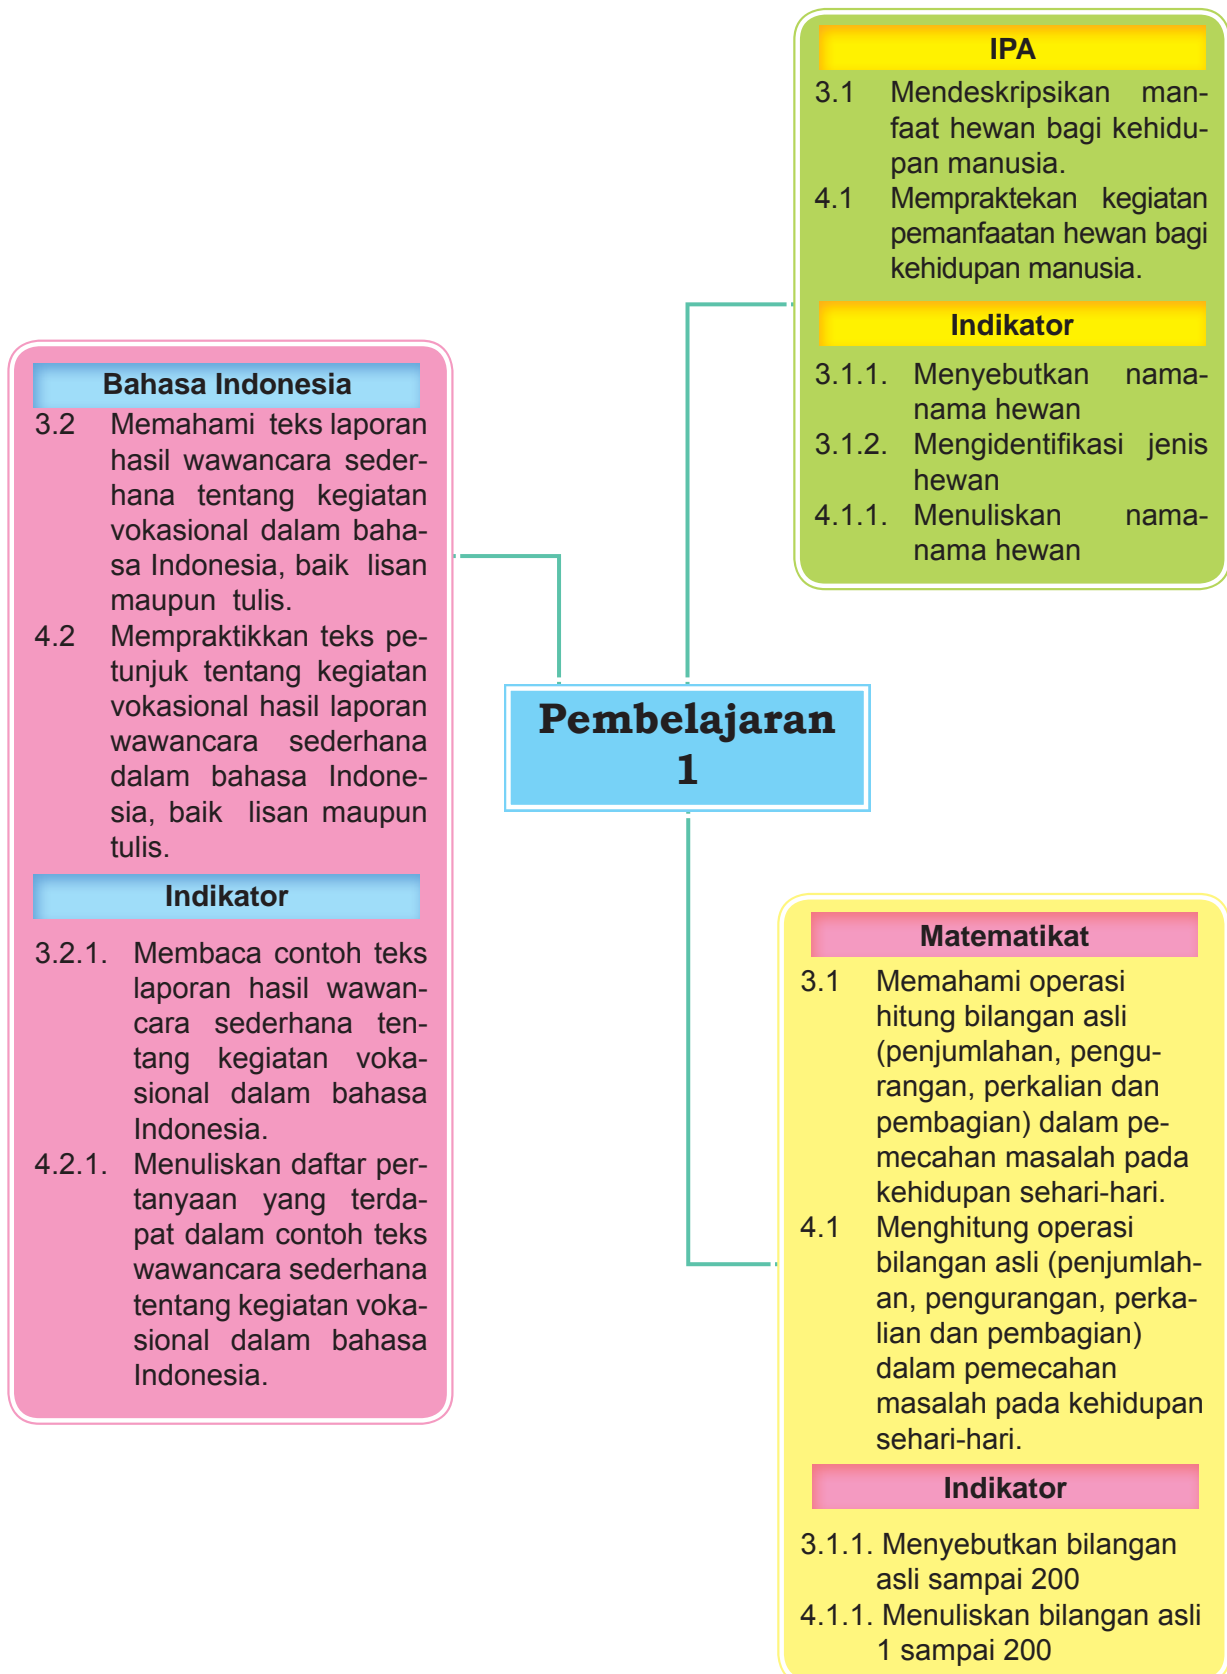 IPA
3.1 Mendeskripsikan man-
faat hewan bagi kehidu-
pan manusia.
4.1 Mempraktekan kegiatan
pemanfaatan hewan bagi
kehidupan manusia.
Indikator
3.1.1. Menyebutkan nama-
nama hewan
3.1.2. Mengidentifikasi jenis
hewan
4.1.1. Menuliskan nama-
nama hewan
Bahasa Indonesia
3.2 Memahami teks laporan
hasil wawancara seder-
hana tentang kegiatan
vokasional dalam baha-
sa Indonesia, baik lisan
maupun tulis.
4.2 Mempraktikkan teks pe-
tunjuk tentang kegiatan
vokasional hasil laporan
wawancara sederhana
dalam bahasa Indone-
sia, baik lisan maupun
tulis.
Indikator
3.2.1. Membaca contoh teks
laporan hasil wawan-
cara sederhana ten-
tang kegiatan voka-
sional dalam bahasa
Indonesia.
4.2.1. Menuliskan daftar per-
tanyaan yang terda-
pat dalam contoh teks
wawancara sederhana
tentang kegiatan voka-
sional dalam bahasa
Indonesia.
Pembelajaran
1
Matematikat
3.1 Memahami operasi
hitung bilangan asli
(penjumlahan, pengu-
rangan, perkalian dan
pembagian) dalam pe-
mecahan masalah pada
kehidupan sehari-hari.
4.1 Menghitung operasi
bilangan asli (penjumlah-
an, pengurangan, perka-
lian dan pembagian)
dalam pemecahan
masalah pada kehidupan
sehari-hari.
Indikator
3.1.1. Menyebutkan bilangan
asli sampai 200
4.1.1. Menuliskan bilangan asli
1 sampai 200